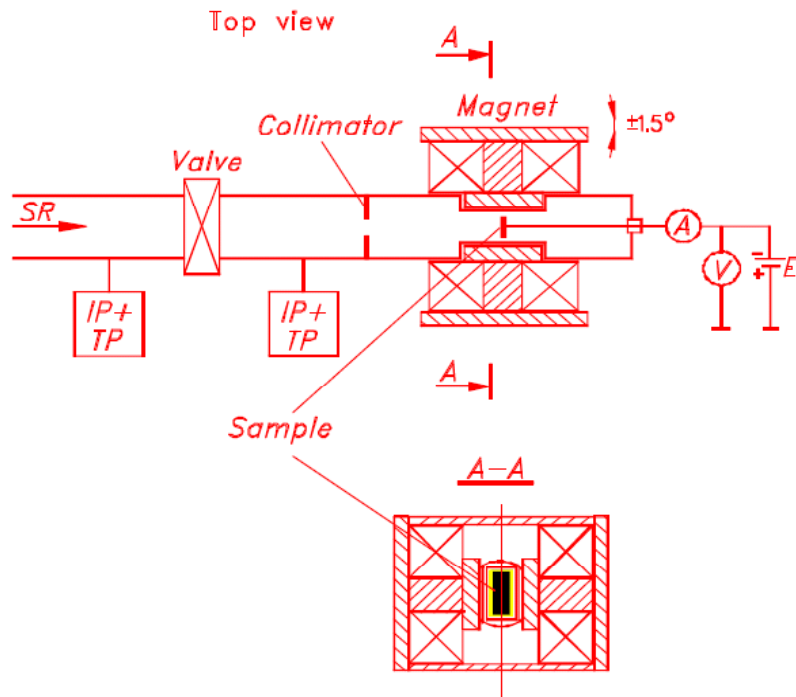 Top view
A
Magnet
±1.5°
Collimator
Valve
SR
A
V
E
IP+
TP
IP+
TP
A
Sample
A-A